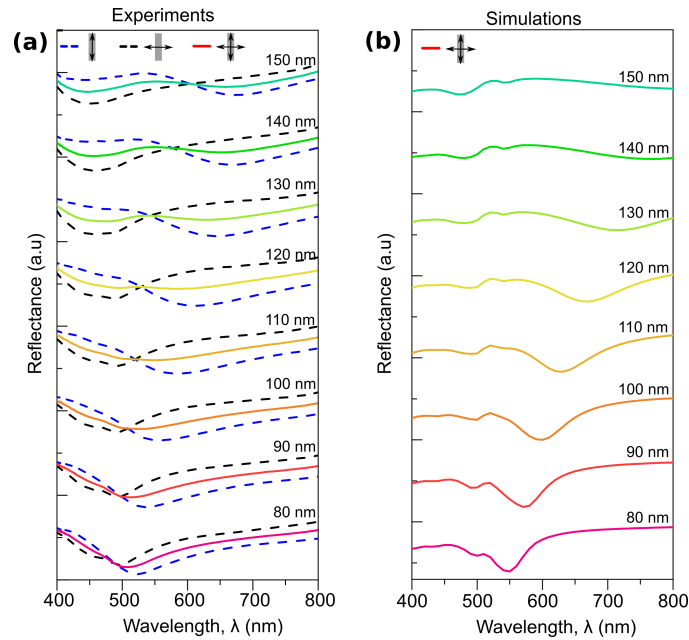 Experiments
(a)
150 nm
140 nm
130 nm
120 nm
110 nm
100 nm
90 nm
80 nm
Reflectance (a.u)
400 500 600 700 800
Wavelength, λ (nm)
Simulations
(b)
150 nm
140 nm
130 nm
120 nm
110 nm
100 nm
90 nm
80 nm
Reflectance (a.u)
400 500 600 700 800
Wavelength, λ (nm)